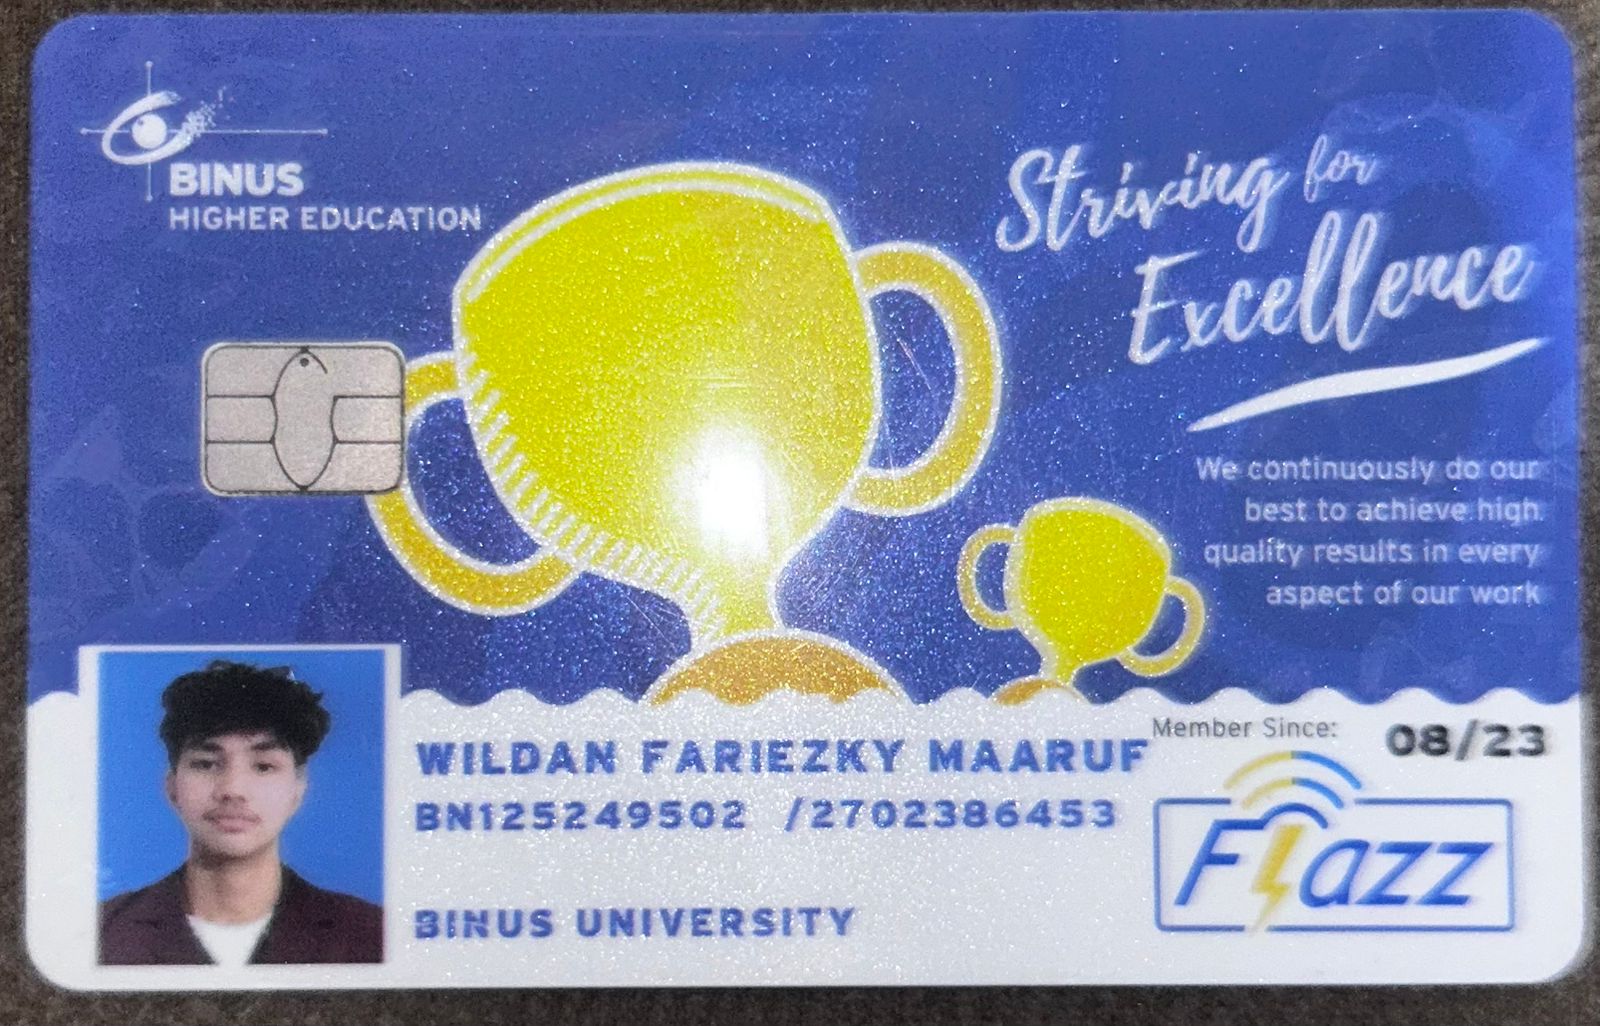 BINUS
HIGHER EDUCATION
Striving for
Excellence
We continuously do our
best to achieve high
quality results in every
aspect of our work
Member Since: 08/23
WILDAN FARIEZKY MAARUF
BN125249502 /2702386453
BINUS UNIVERSITY
Flazz